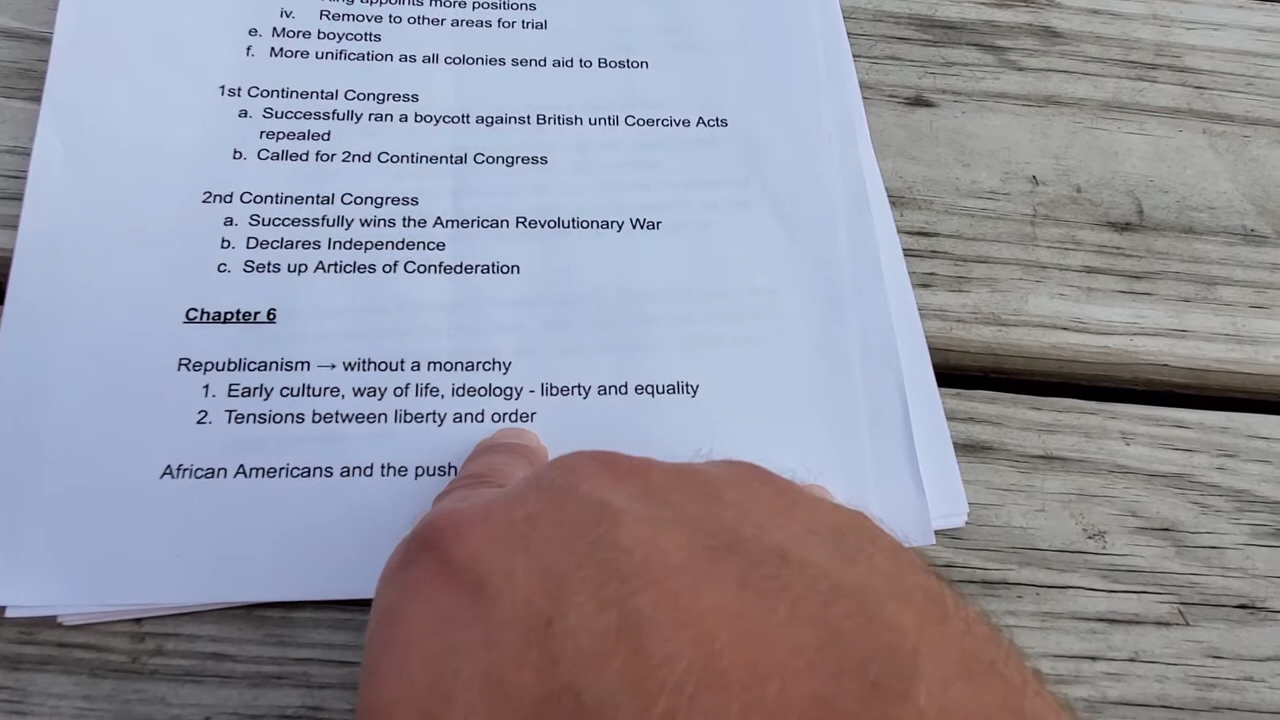 appoints more positions
iv. Remove to other areas for trial
e. More boycotts
f. More unification as all colonies send aid to Boston
1st Continental Congress
a. Successfully ran a boycott against British until Coercive Acts
repealed
b. Called for 2nd Continental Congress
2nd Continental Congress
a. Successfully wins the American Revolutionary War
b. Declares Independence
c. Sets up Articles of Confederation
Chapter 6
Republicanism → without a monarchy
1. Early culture, way of life, ideology - liberty and equality
2. Tensions between liberty and order
African Americans and the push